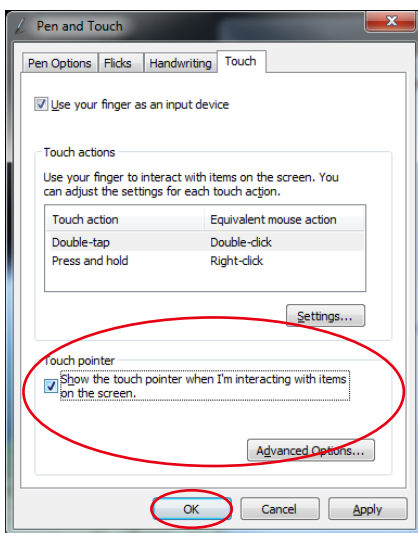 Pen and Touch
Pen Options Flicks Handwriting Touch
Use your finger as an input device
Touch actions
Use your finger to interact with items on the screen. You
can adjust the settings for each touch action.
Touch action Equivalent mouse action
Double-tap Double-click
Press and hold Right-click
Settings...
Touch pointer
Show the touch pointer when I'm interacting with items
on the screen.
Advanced Options...
OK Cancel Apply